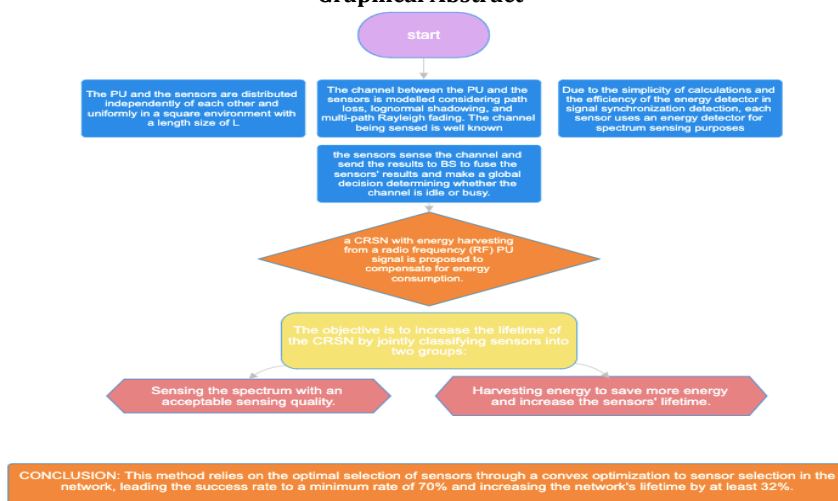 Graphical Abstract
start
The PU and the sensors are distributed
independently of each other and
uniformly in a square environment with
a length size of L
The channel between the PU and the
sensors is modelled considering path
loss, lognormal shadowing, and
multi-path Rayleigh fading. The channel
being sensed is well known
Due to the simplicity of calculations and
the efficiency of the energy detector in
signal synchronization detection, each
sensor uses an energy detector for
spectrum sensing purposes
the sensors sense the channel and
send the results to BS to fuse the
sensors' results and make a global
decision determining whether the
channel is idle or busy.
a CRSN with energy harvesting
from a radio frequency (RF) PU
signal is proposed to
compensate for energy
consumption.
The objective is to increase the lifetime of
the CRSN by jointly classifying sensors into
two groups:
Sensing the spectrum with an
acceptable sensing quality.
Harvesting energy to save more energy
and increase the sensors' lifetime.
CONCLUSION: This method relies on the optimal selection of sensors through a convex optimization to sensor selection in the
network, leading the success rate to a minimum rate of 70% and increasing the network's lifetime by at least 32%.